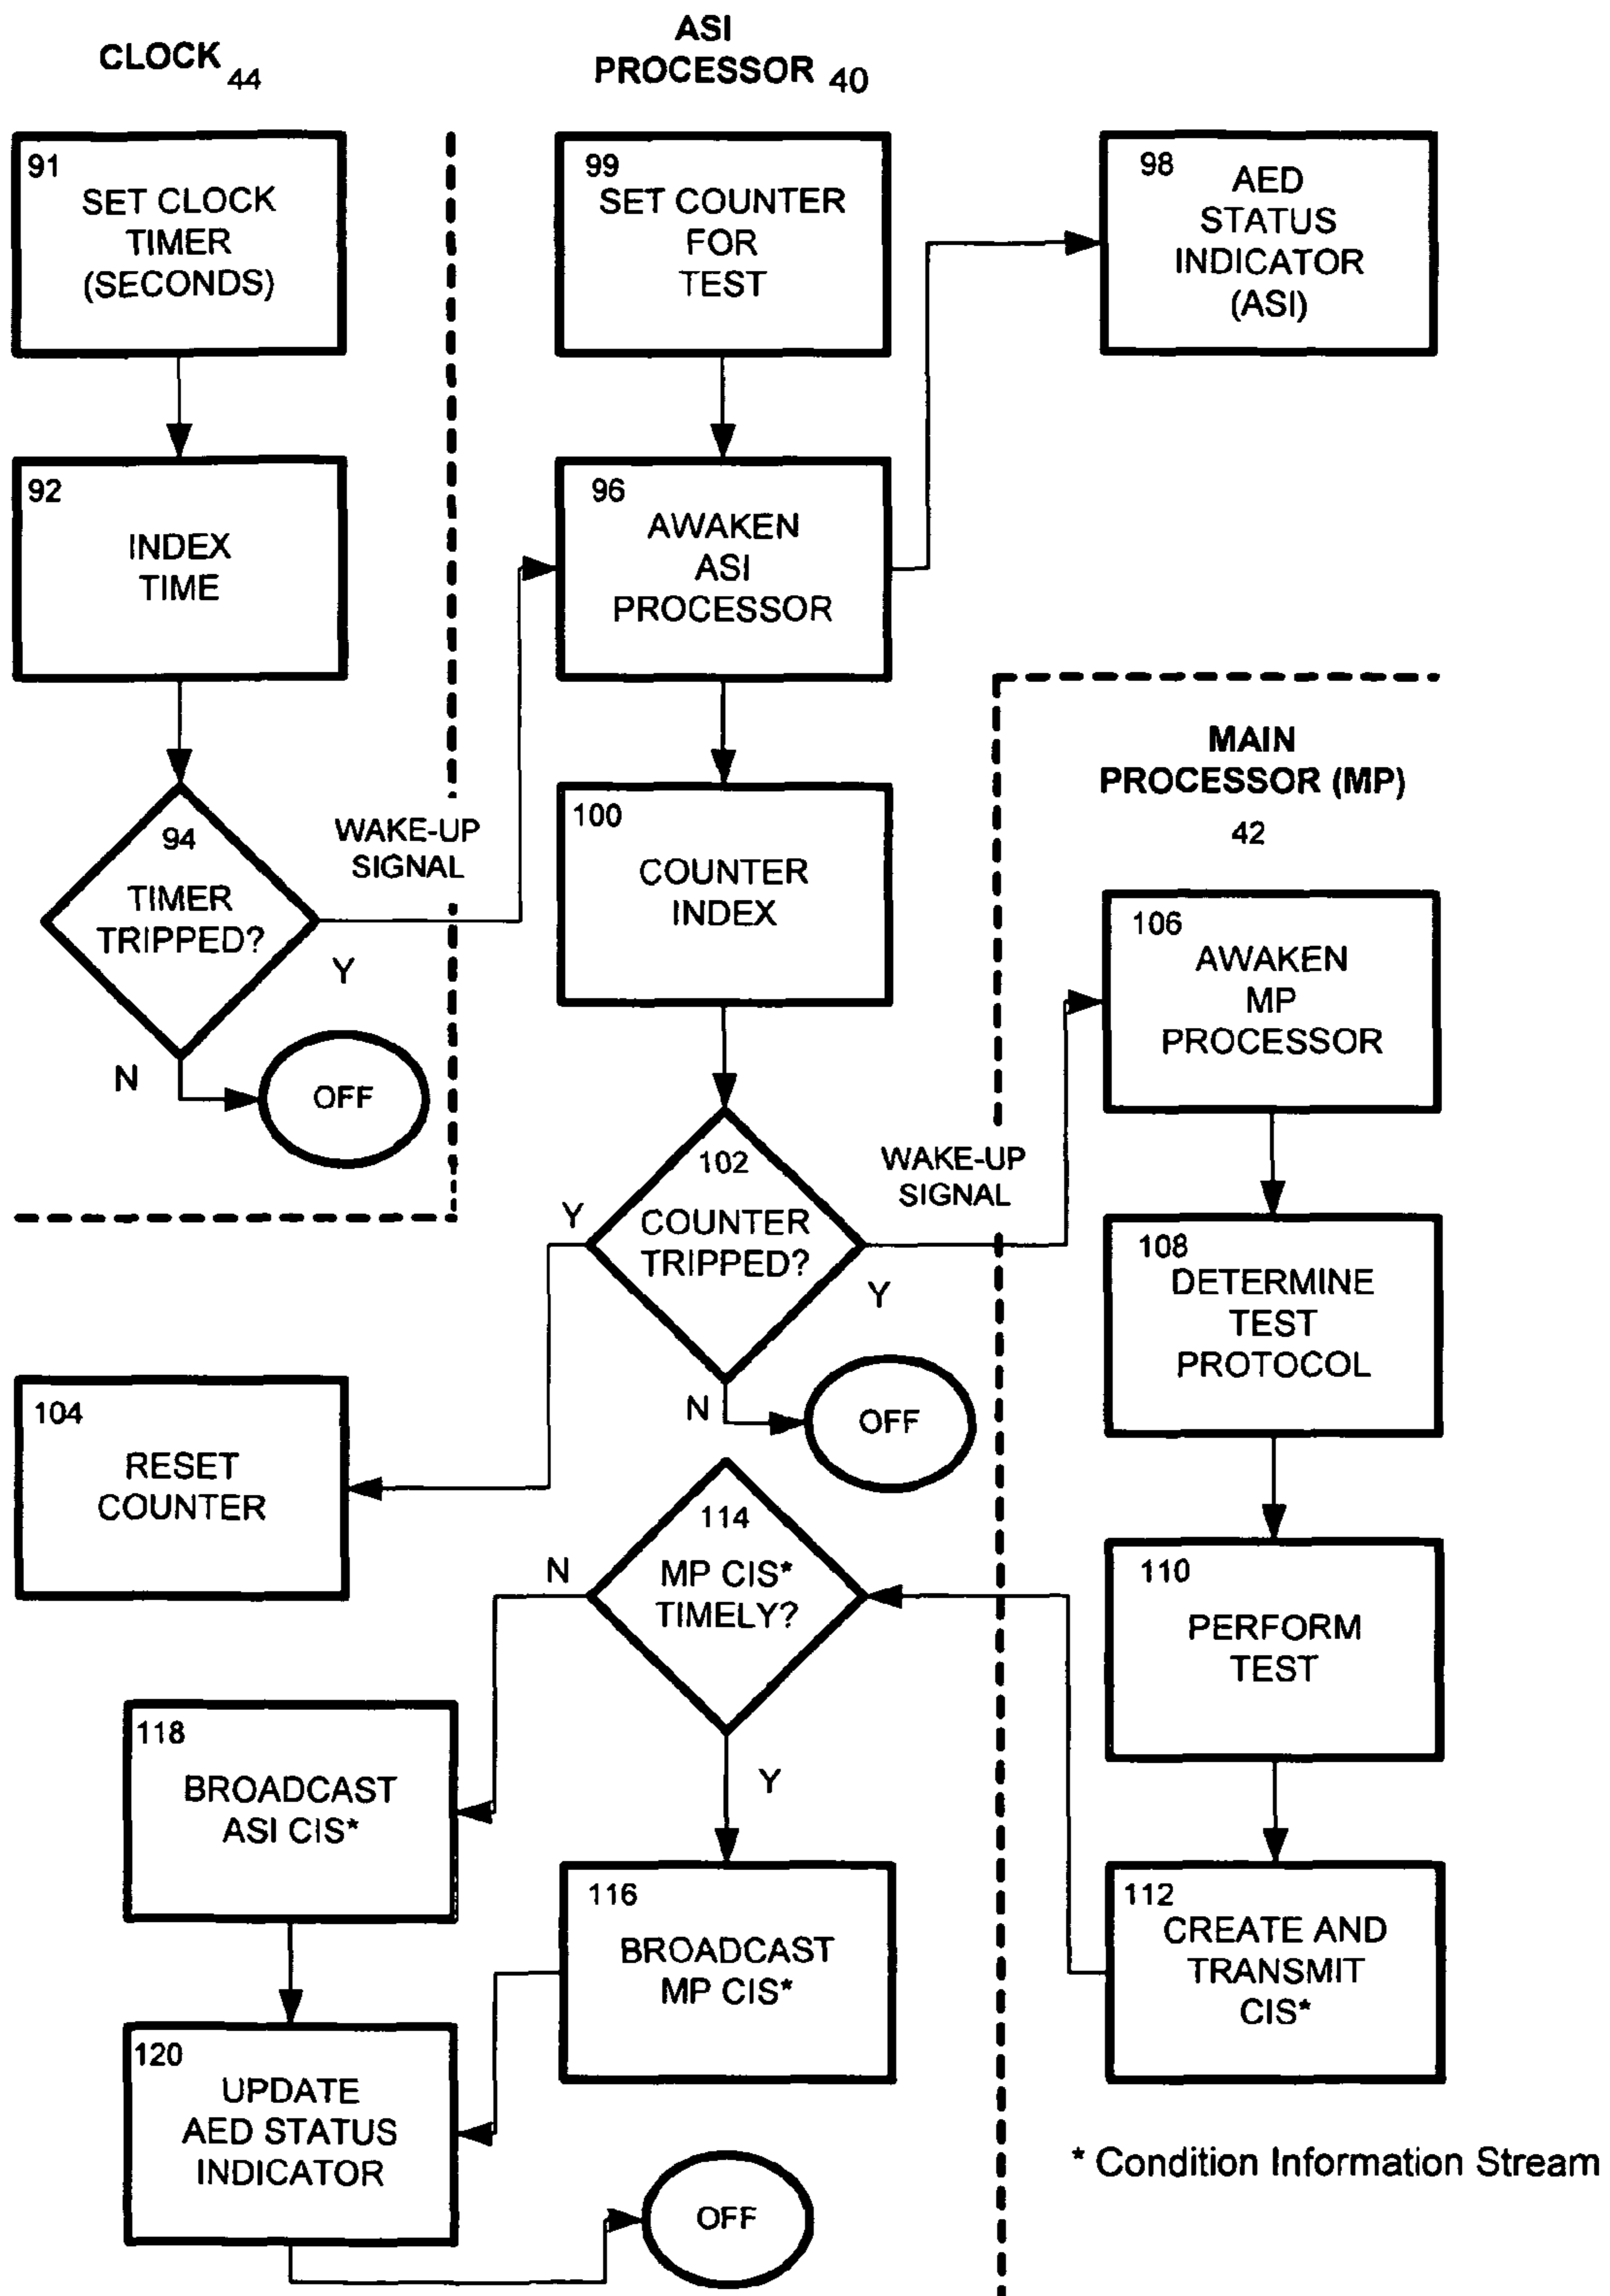 CLOCK 44
ASI
PROCESSOR 40
91
SET CLOCK
TIMER
(SECONDS)
99
SET COUNTER
FOR
TEST
98
AED
STATUS
INDICATOR
(ASI)
92
INDEX
TIME
96
AWAKEN
ASI
PROCESSOR
MAIN
PROCESSOR (MP)
42
94
TIMER
TRIPPED?
WAKE-UP
SIGNAL
Y
N
OFF
100
COUNTER
INDEX
106
AWAKEN
MP
PROCESSOR
102
COUNTER
TRIPPED?
Y
WAKE-UP
SIGNAL
Y
N
OFF
108
DETERMINE
TEST
PROTOCOL
104
RESET
COUNTER
114
MP CIS*
TIMELY?
N
Y
110
PERFORM
TEST
118
BROADCAST
ASI CIS*
116
BROADCAST
MP CIS*
112
CREATE AND
TRANSMIT
CIS*
120
UPDATE
AED STATUS
INDICATOR
OFF
* Condition Information Stream